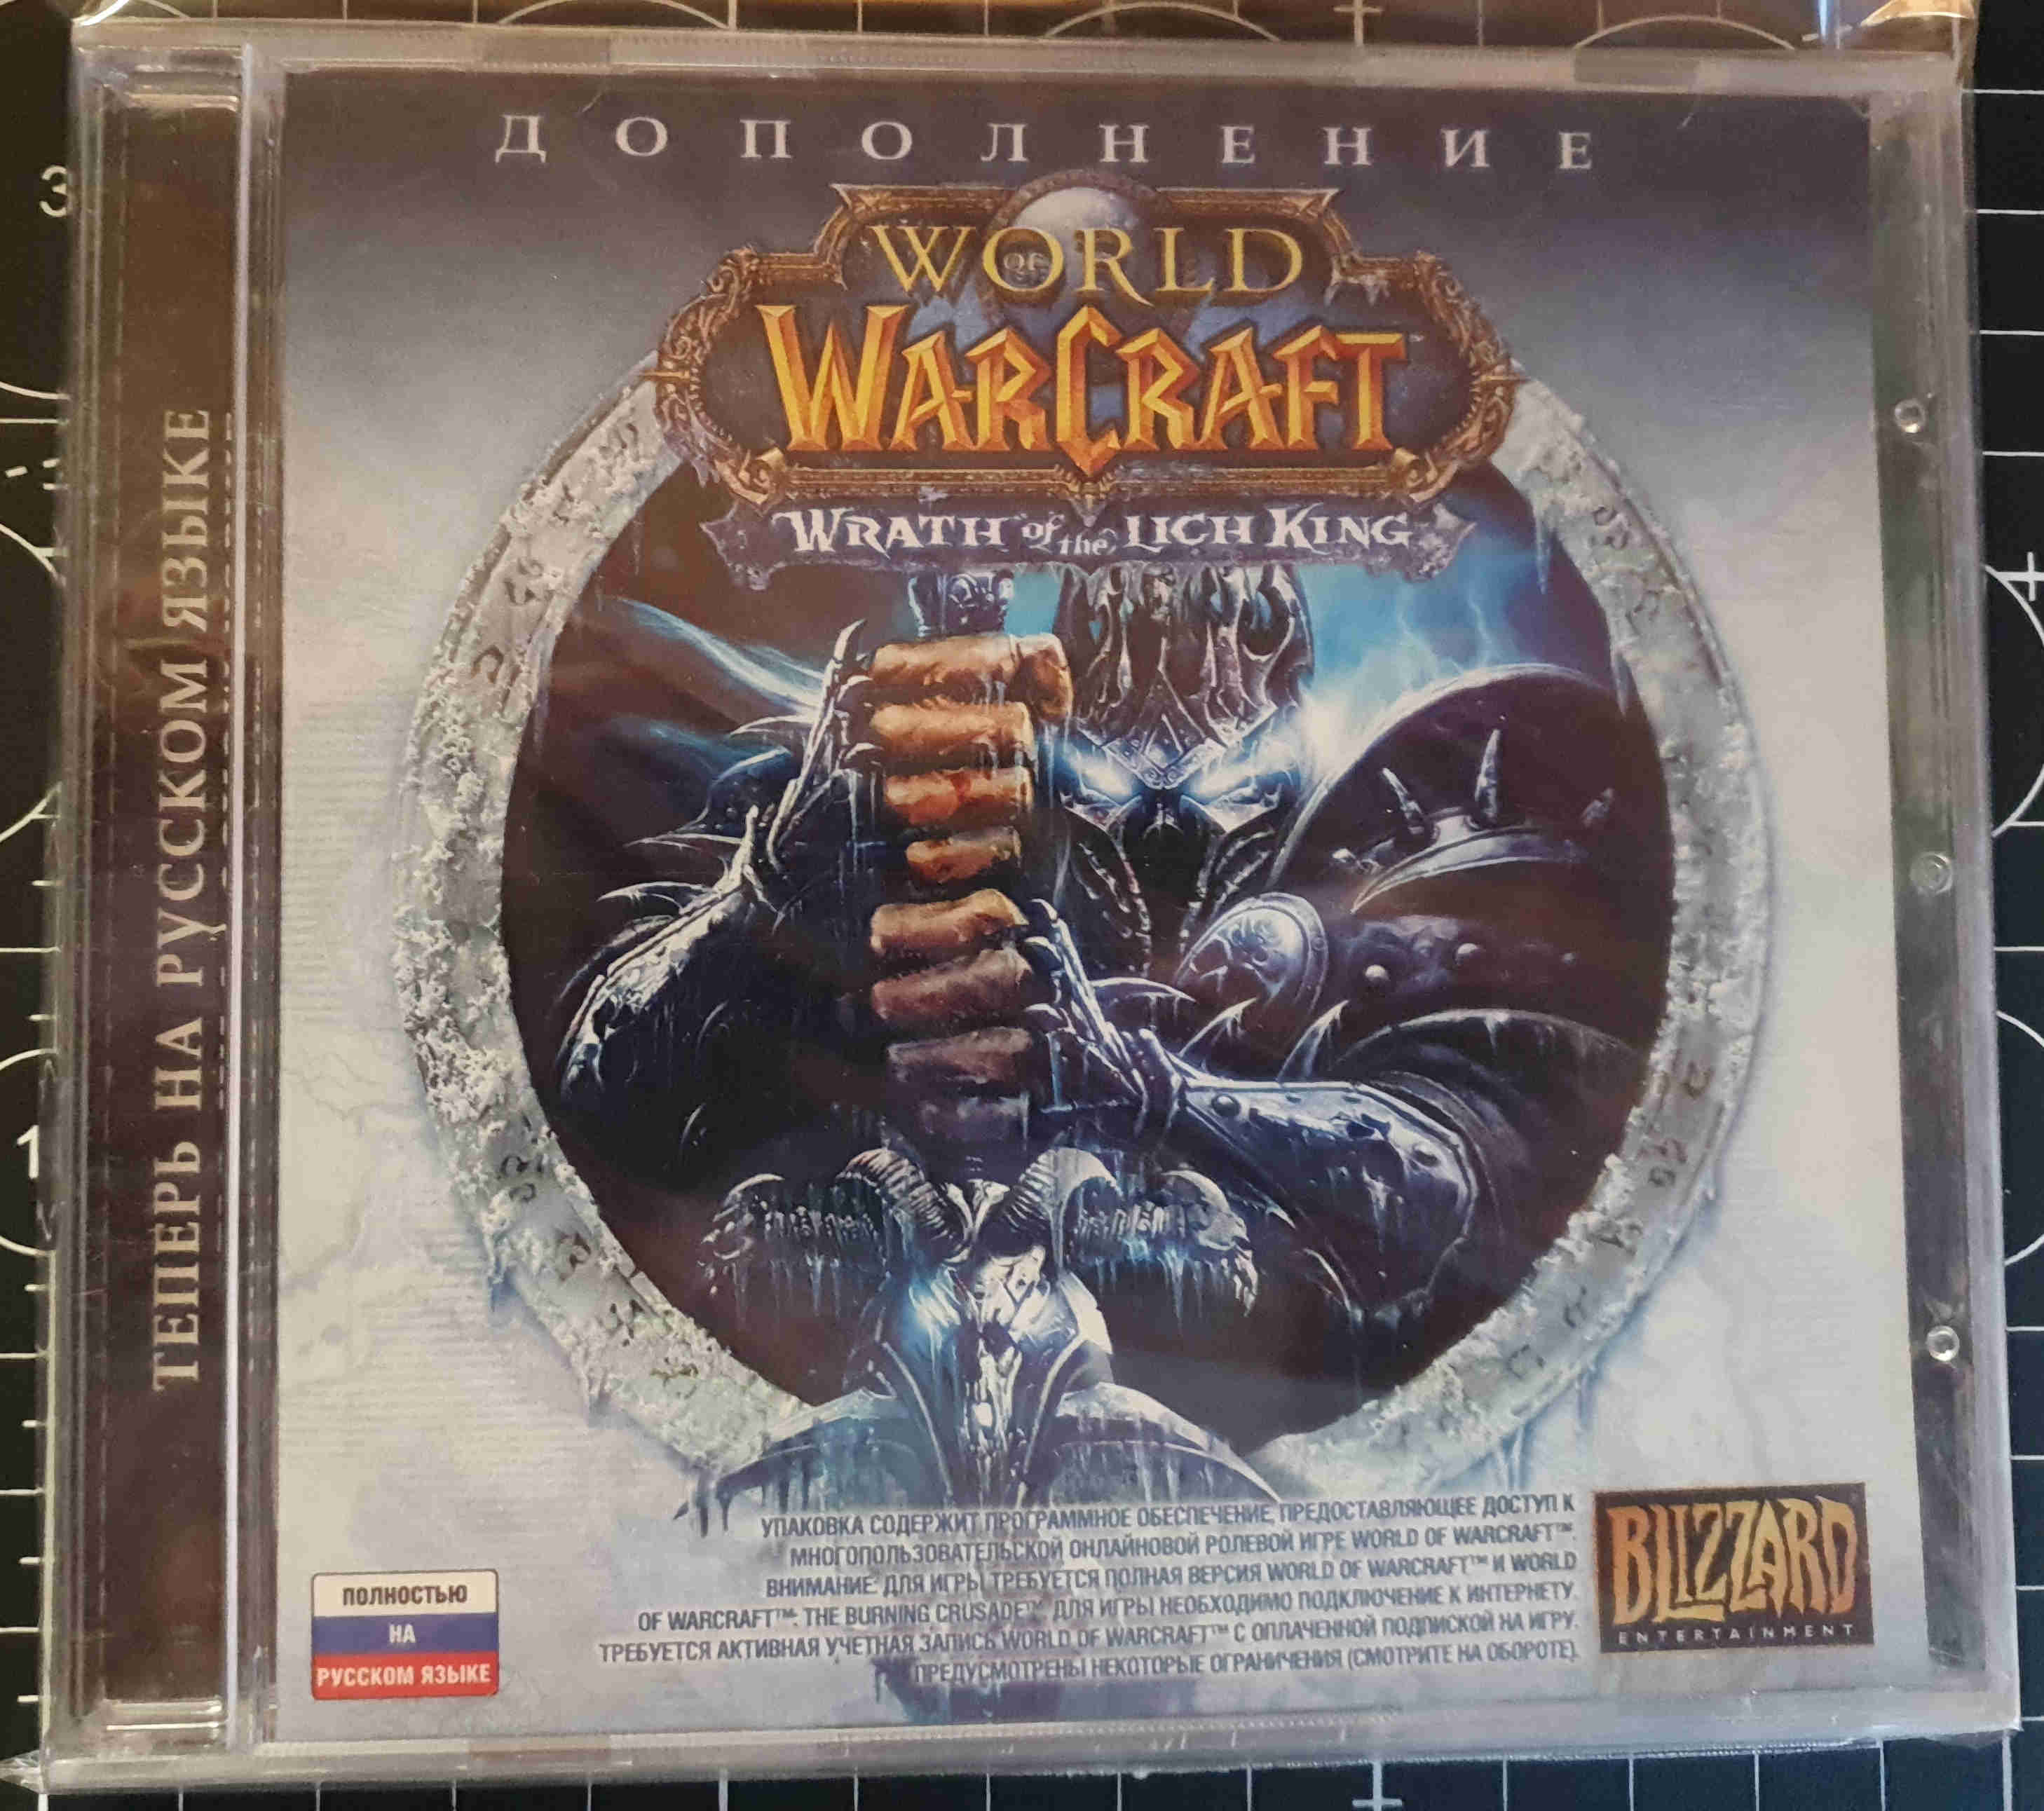 ДОПОЛНЕНИЕ
WORLD
OF
WARCRAFT™
WRATH of the LICH KING
ТЕПЕРЬ НА РУССКОМ ЯЗЫКЕ
УПАКОВКА СОДЕРЖИТ ПРОГРАММНОЕ ОБЕСПЕЧЕНИЕ, ПРЕДОСТАВЛЯЮЩЕЕ ДОСТУП К
МНОГОПОЛЬЗОВАТЕЛЬСКОЙ ОНЛАЙНОВОЙ РОЛЕВОЙ ИГРЕ WORLD OF WARCRAFT™.
ВНИМАНИЕ: ДЛЯ ИГРЫ ТРЕБУЕТСЯ ПОЛНАЯ ВЕРСИЯ WORLD OF WARCRAFT™ И WORLD
OF WARCRAFT™: THE BURNING CRUSADE™. ДЛЯ ИГРЫ НЕОБХОДИМО ПОДКЛЮЧЕНИЕ К ИНТЕРНЕТУ.
ТРЕБУЕТСЯ АКТИВНАЯ УЧЕТНАЯ ЗАПИСЬ WORLD OF WARCRAFT™ С ОПЛАЧЕННОЙ ПОДПИСКОЙ НА ИГРУ.
ПРЕДУСМОТРЕНЫ НЕКОТОРЫЕ ОГРАНИЧЕНИЯ (СМОТРИТЕ НА ОБОРОТЕ).
ПОЛНОСТЬЮ
НА
РУССКОМ ЯЗЫКЕ
BLIZZARD
ENTERTAINMENT
3
1